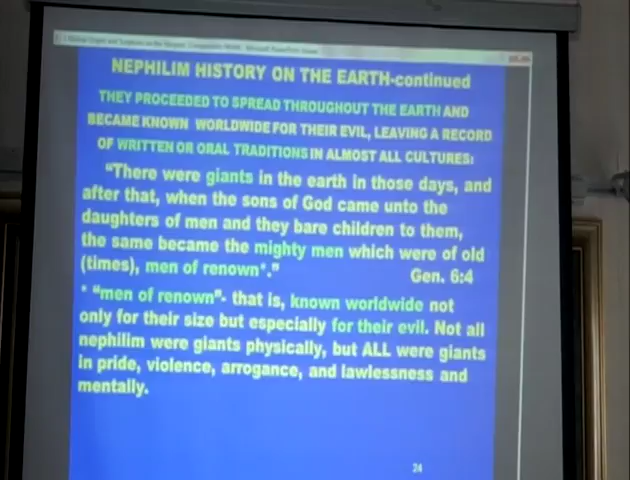 NEPHILIM HISTORY ON THE EARTH-continued
THEY PROCEEDED TO SPREAD THROUGHOUT THE EARTH AND
BECAME KNOWN WORLDWIDE FOR THEIR EVIL, LEAVING A RECORD
OF WRITTEN OR ORAL TRADITIONS IN ALMOST ALL CULTURES:
"There were giants in the earth in those days, and
after that, when the sons of God came unto the
daughters of men and they bare children to them,
the same became the mighty men which were of old
(times), men of renown*." Gen. 6:4
* "men of renown"- that is, known worldwide not
only for their size but especially for their evil. Not all
nephilim were giants physically, but ALL were giants
in pride, violence, arrogance, and lawlessness and
mentally.
24